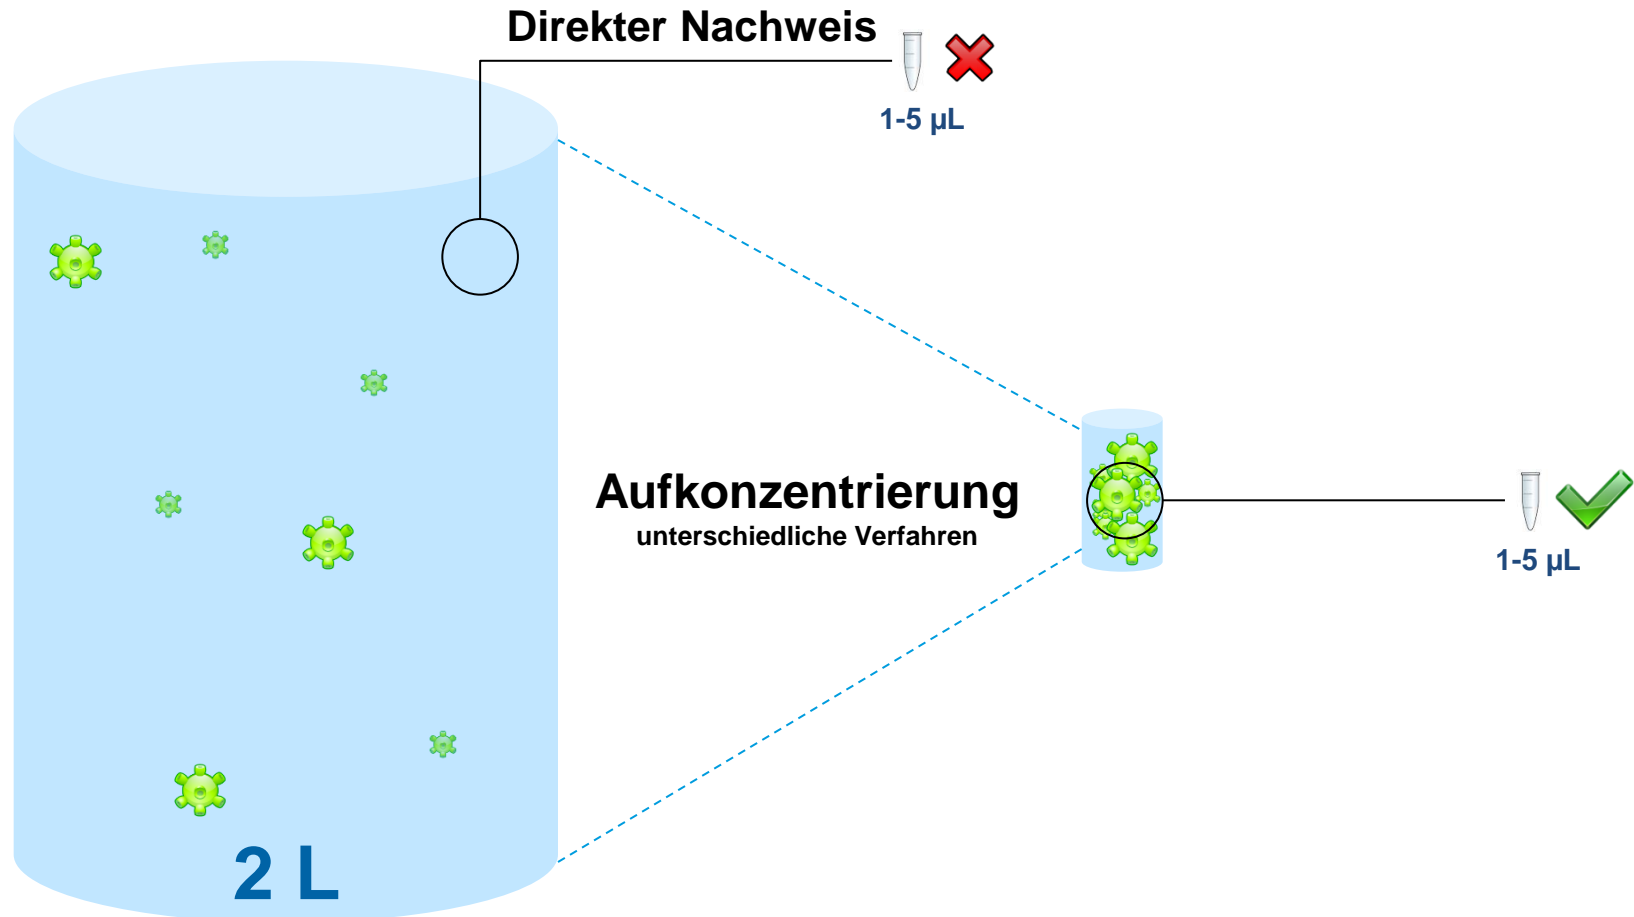 Direkter Nachweis
1-5 µL
Aufkonzentrierung
unterschiedliche Verfahren
1-5 µL
2 L